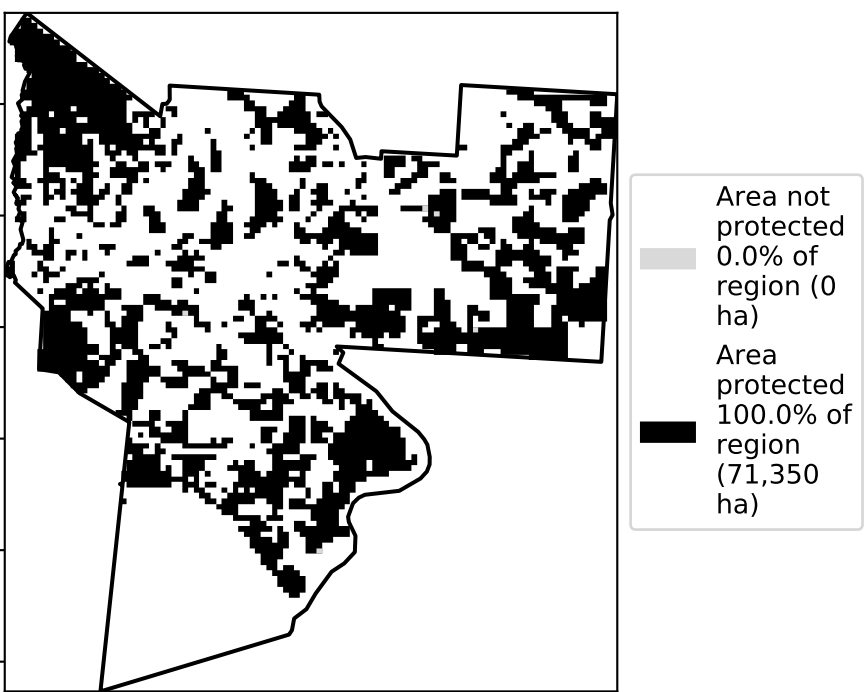 Area not
protected
0.0% of
region (0
ha)
Area
protected
100.0% of
region
(71,350
ha)